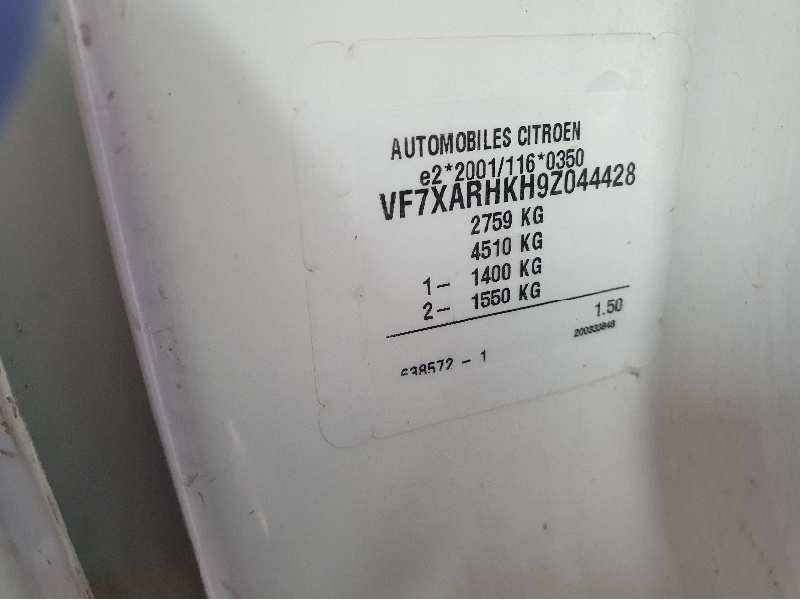 AUTOMOBILES CITROEN
e2*2001/116*0350
VF7XARHKH9Z044428
2759 KG
4510 KG
1- 1400 KG
2- 1550 KG
1.50
638572 - 1